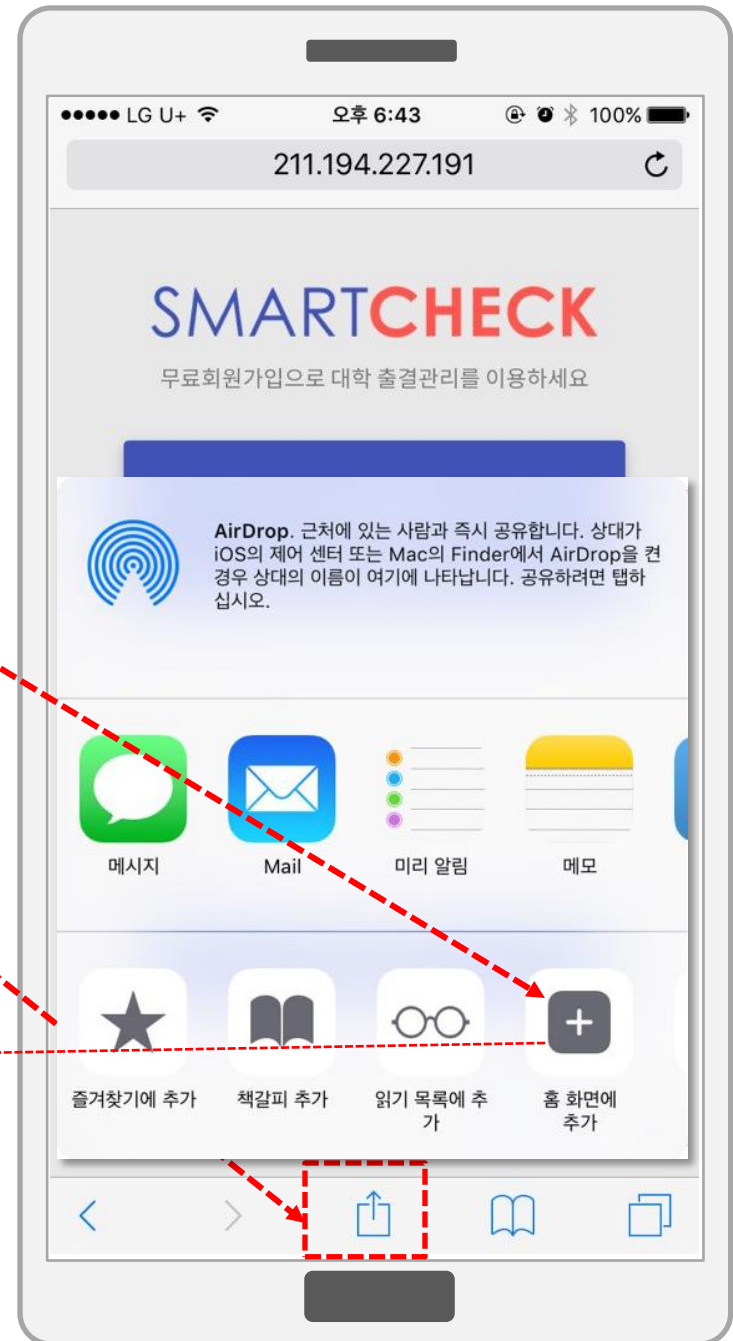 LG U+ 오후 6:43 100%
211.194.227.191
SMARTCHECK
무료회원가입으로 대학 출결관리를 이용하세요
AirDrop. 근처에 있는 사람과 즉시 공유합니다. 상대가
iOS의 제어 센터 또는 Mac의 Finder에서 AirDrop을 켠
경우 상대의 이름이 여기에 나타납니다. 공유하려면 탭하
십시오.
메시지 Mail 미리 알림 메모
즐겨찾기에 추가 책갈피 추가 읽기 목록에 추 홈 화면에
가 추가